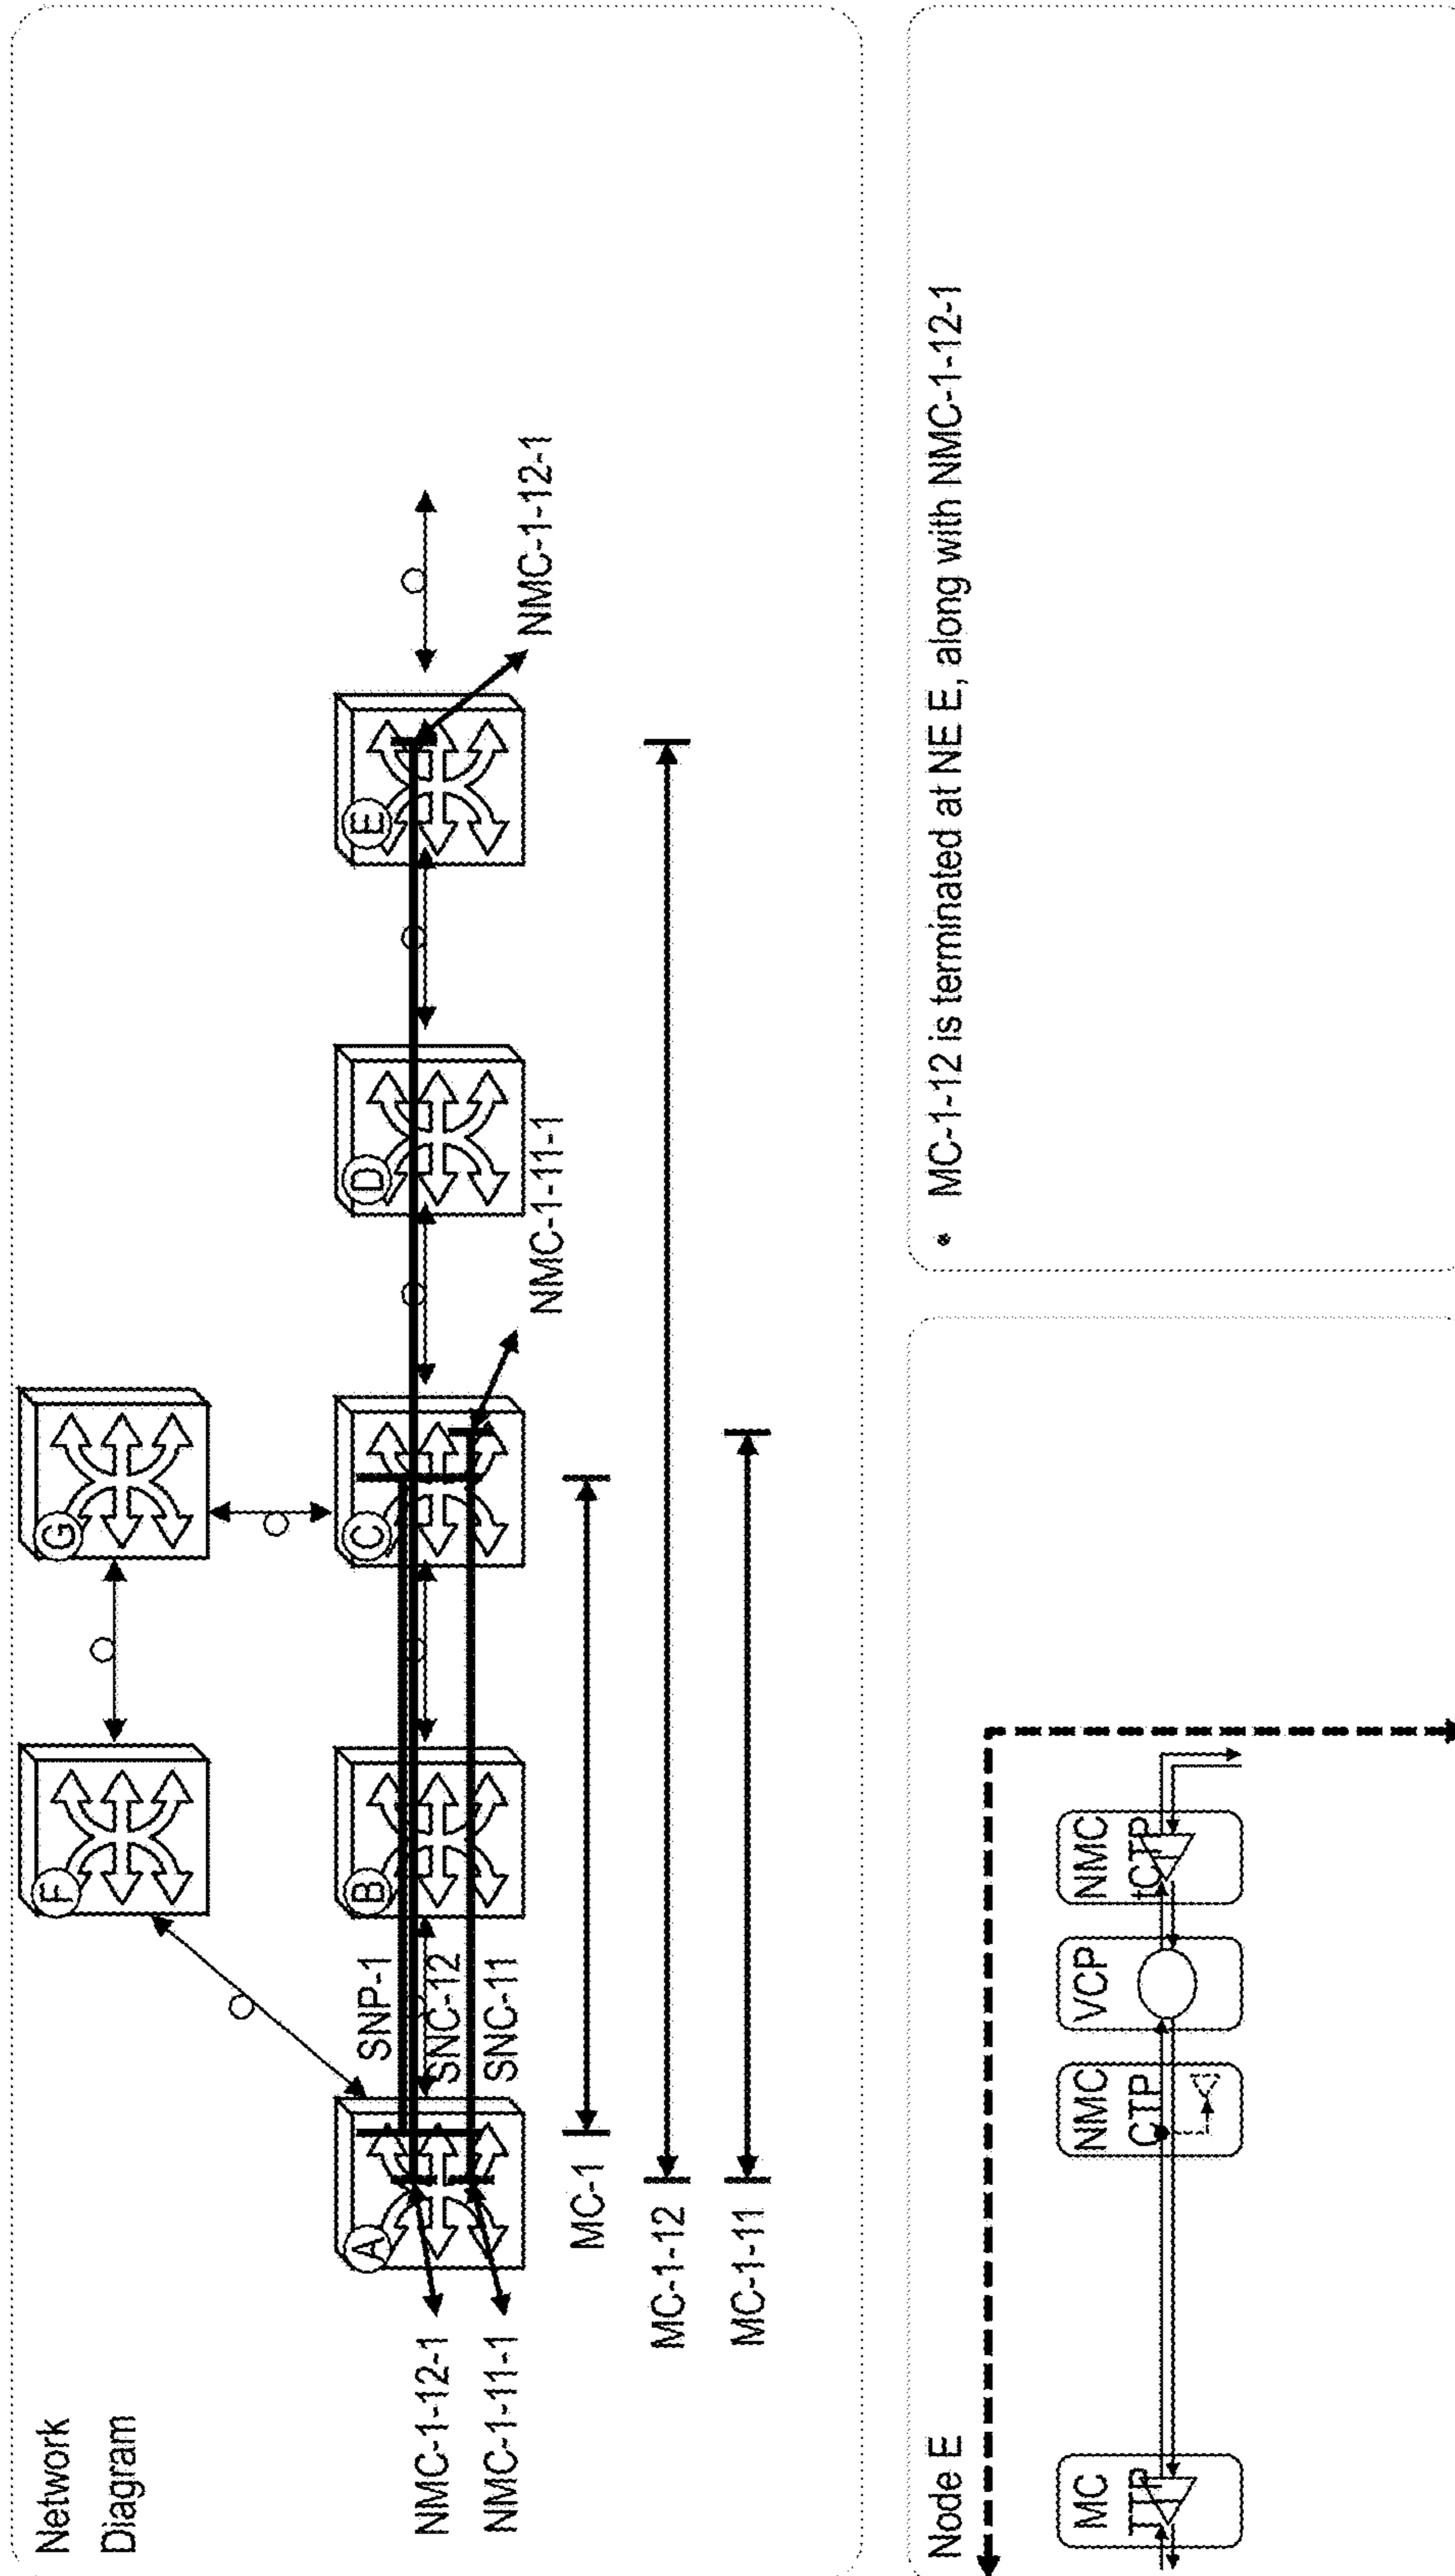 Network
Diagram
F
G
SNP-1
SNC-12
SNC-11
A
B
C
D
E
NMC-1-12-1
NMC-1-11-1
NMC-1-11-1
NMC-1-12-1
MC-1
MC-1-12
MC-1-11
Node E
MC
TTP
NMC
CTP
VCP
NMC
tCTP
• MC-1-12 is terminated at NE E, along with NMC-1-12-1